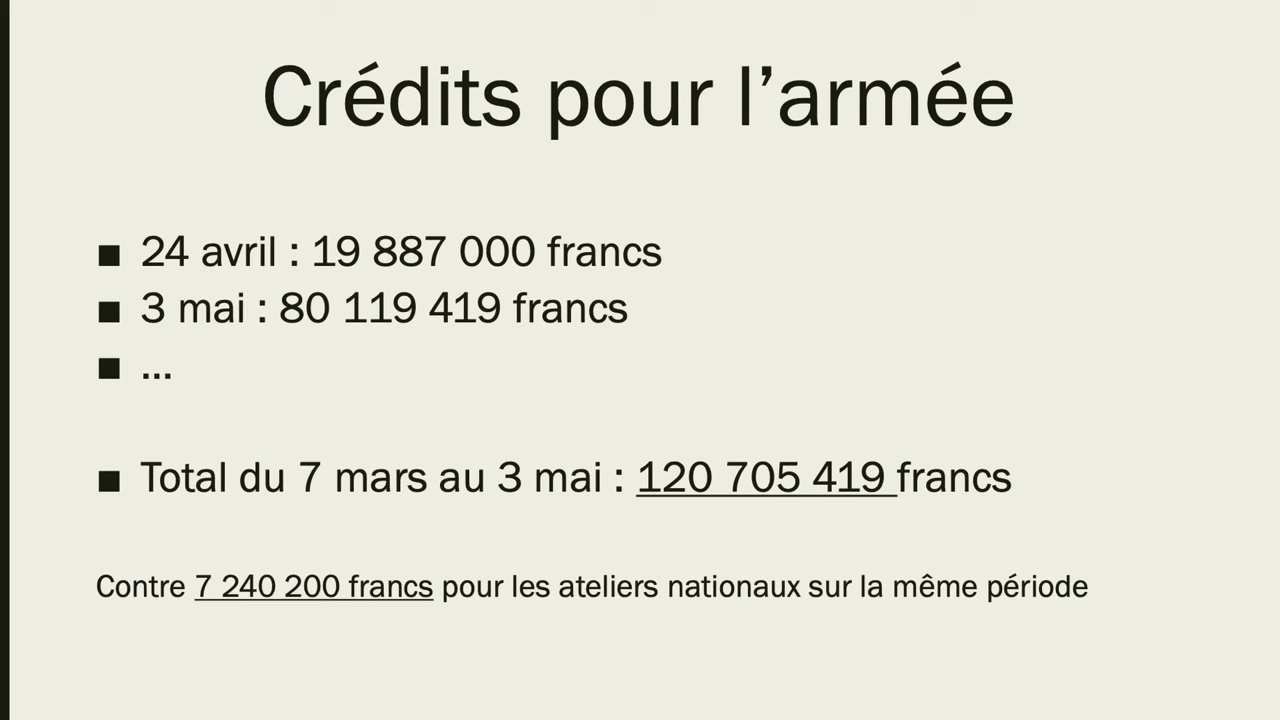 Crédits pour l’armée
▪ 24 avril : 19 887 000 francs
▪ 3 mai : 80 119 419 francs
▪ ...
▪ Total du 7 mars au 3 mai : 120 705 419 francs
Contre 7 240 200 francs pour les ateliers nationaux sur la même période